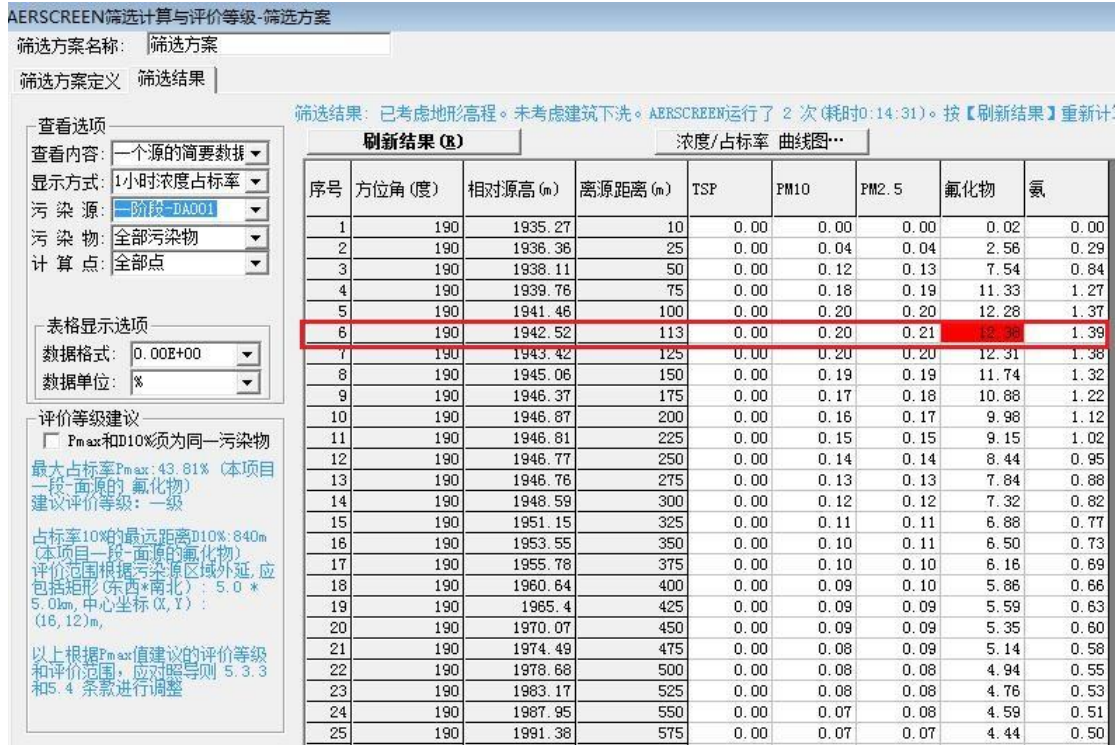 AERSCREEN筛选计算与评价等级-筛选方案
筛选方案名称: 筛选方案
筛选方案定义 筛选结果
筛选结果: 已考虑地形高程。未考虑建筑下洗。AERSCREEN运行了 2 次(耗时0:14:31)。按【刷新结果】重新计
刷新结果(R) 浓度/占标率 曲线图…
查看选项
查看内容: 一个源的简要数据
显示方式: 1小时浓度占标率
污 染 源: 一阶段-DA001
污 染 物: 全部污染物
计 算 点: 全部点
表格显示选项
数据格式: 0.00E+00
数据单位: %
评价等级建议
Pmax和D10%须为同一污染物
最大占标率Pmax:43.81% (本项目
一段-面源的 氟化物)
建议评价等级: 一级
占标率10%的最远距离D10%:840m
(本项目一段-面源的氟化物)
评价范围根据污染源区域外延,应
包括矩形(东西*南北): 5.0 *
5.0km,中心坐标(X,Y):
(16,12)m,
以上根据Pmax值建议的评价等级
和评价范围, 应对照导则 5.3.3
和5.4 条款进行调整
序号 方位角(度) 相对源高(m) 离源距离(m) TSP PM10 PM2.5 氟化物 氨
1 190 1935.27 10 0.00 0.00 0.00 0.02 0.00
2 190 1936.36 25 0.00 0.04 0.04 2.56 0.29
3 190 1938.11 50 0.00 0.12 0.13 7.54 0.84
4 190 1939.76 75 0.00 0.18 0.19 11.33 1.27
5 190 1941.46 100 0.00 0.20 0.20 12.28 1.37
6 190 1942.52 113 0.00 0.20 0.21 12.36 1.39
7 190 1943.42 125 0.00 0.20 0.20 12.31 1.38
8 190 1945.06 150 0.00 0.19 0.19 11.74 1.32
9 190 1946.37 175 0.00 0.17 0.18 10.88 1.22
10 190 1946.87 200 0.00 0.16 0.17 9.98 1.12
11 190 1946.81 225 0.00 0.15 0.15 9.15 1.02
12 190 1946.77 250 0.00 0.14 0.14 8.44 0.95
13 190 1946.76 275 0.00 0.13 0.13 7.84 0.88
14 190 1948.59 300 0.00 0.12 0.12 7.32 0.82
15 190 1951.15 325 0.00 0.11 0.11 6.88 0.77
16 190 1953.55 350 0.00 0.10 0.11 6.50 0.73
17 190 1955.78 375 0.00 0.10 0.10 6.16 0.69
18 190 1960.64 400 0.00 0.09 0.10 5.86 0.66
19 190 1965.4 425 0.00 0.09 0.09 5.59 0.63
20 190 1970.07 450 0.00 0.09 0.09 5.35 0.60
21 190 1974.49 475 0.00 0.08 0.09 5.14 0.58
22 190 1978.68 500 0.00 0.08 0.08 4.94 0.55
23 190 1983.17 525 0.00 0.08 0.08 4.76 0.53
24 190 1987.95 550 0.00 0.07 0.08 4.59 0.51
25 190 1991.38 575 0.00 0.07 0.07 4.44 0.50